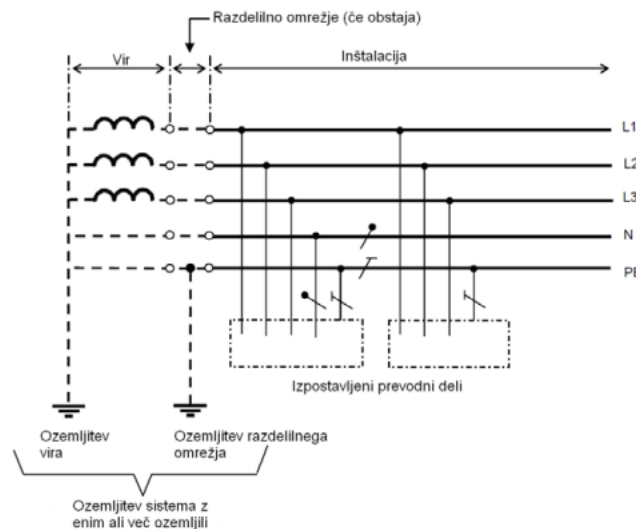 Razdelilno omrežje (če obstaja)
Vir
Inštalacija
L1
L2
L3
N
PE
Izpostavljeni prevodni deli
Ozemljitev
vira
Ozemljitev razdelilnega
omrežja
Ozemljitev sistema z
enim ali več ozemljili